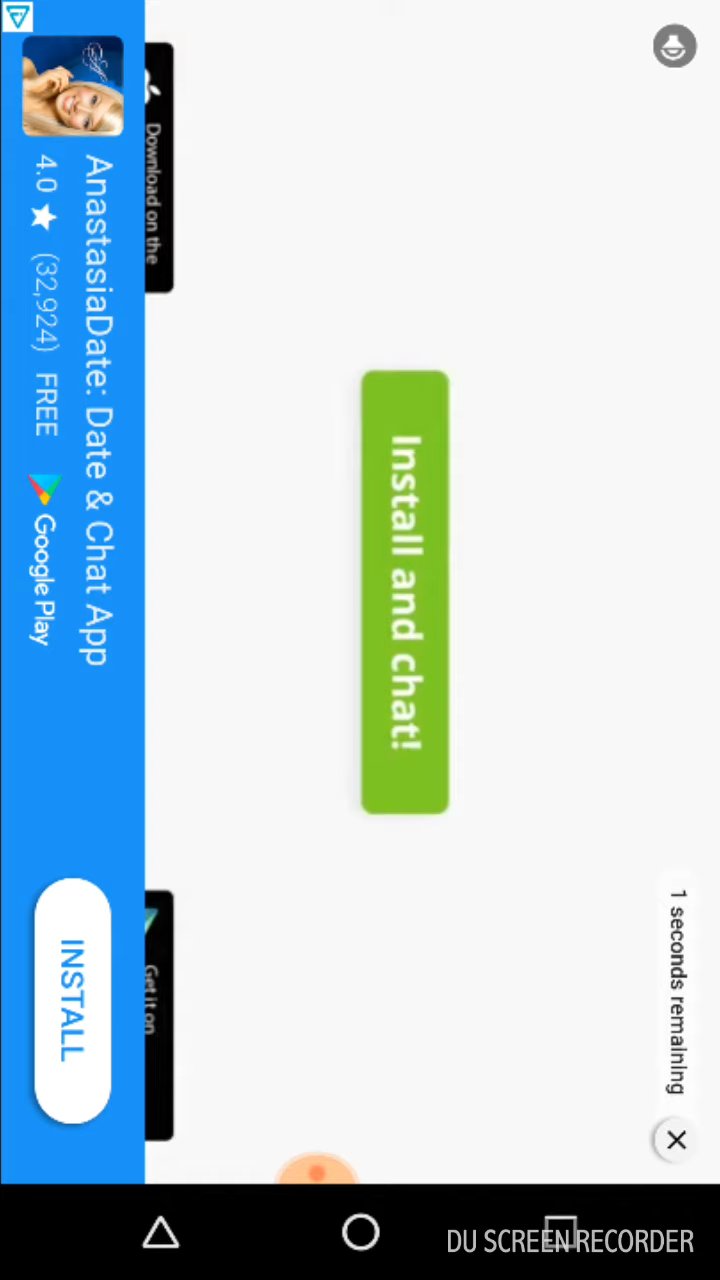 1 seconds remaining
Install and chat!
Download on the
Get it on
AnastasiaDate: Date & Chat App
4.0 ★ (32,924) FREE Google Play
INSTALL
DU SCREEN RECORDER